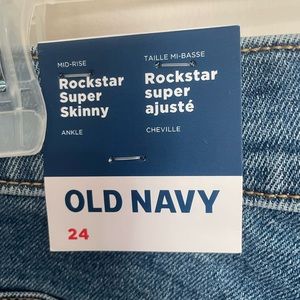 MID-RISE
Rockstar
Super
Skinny
ANKLE
TAILLE MI-BASSE
Rockstar
super
ajusté
CHEVILLE
OLD NAVY
24